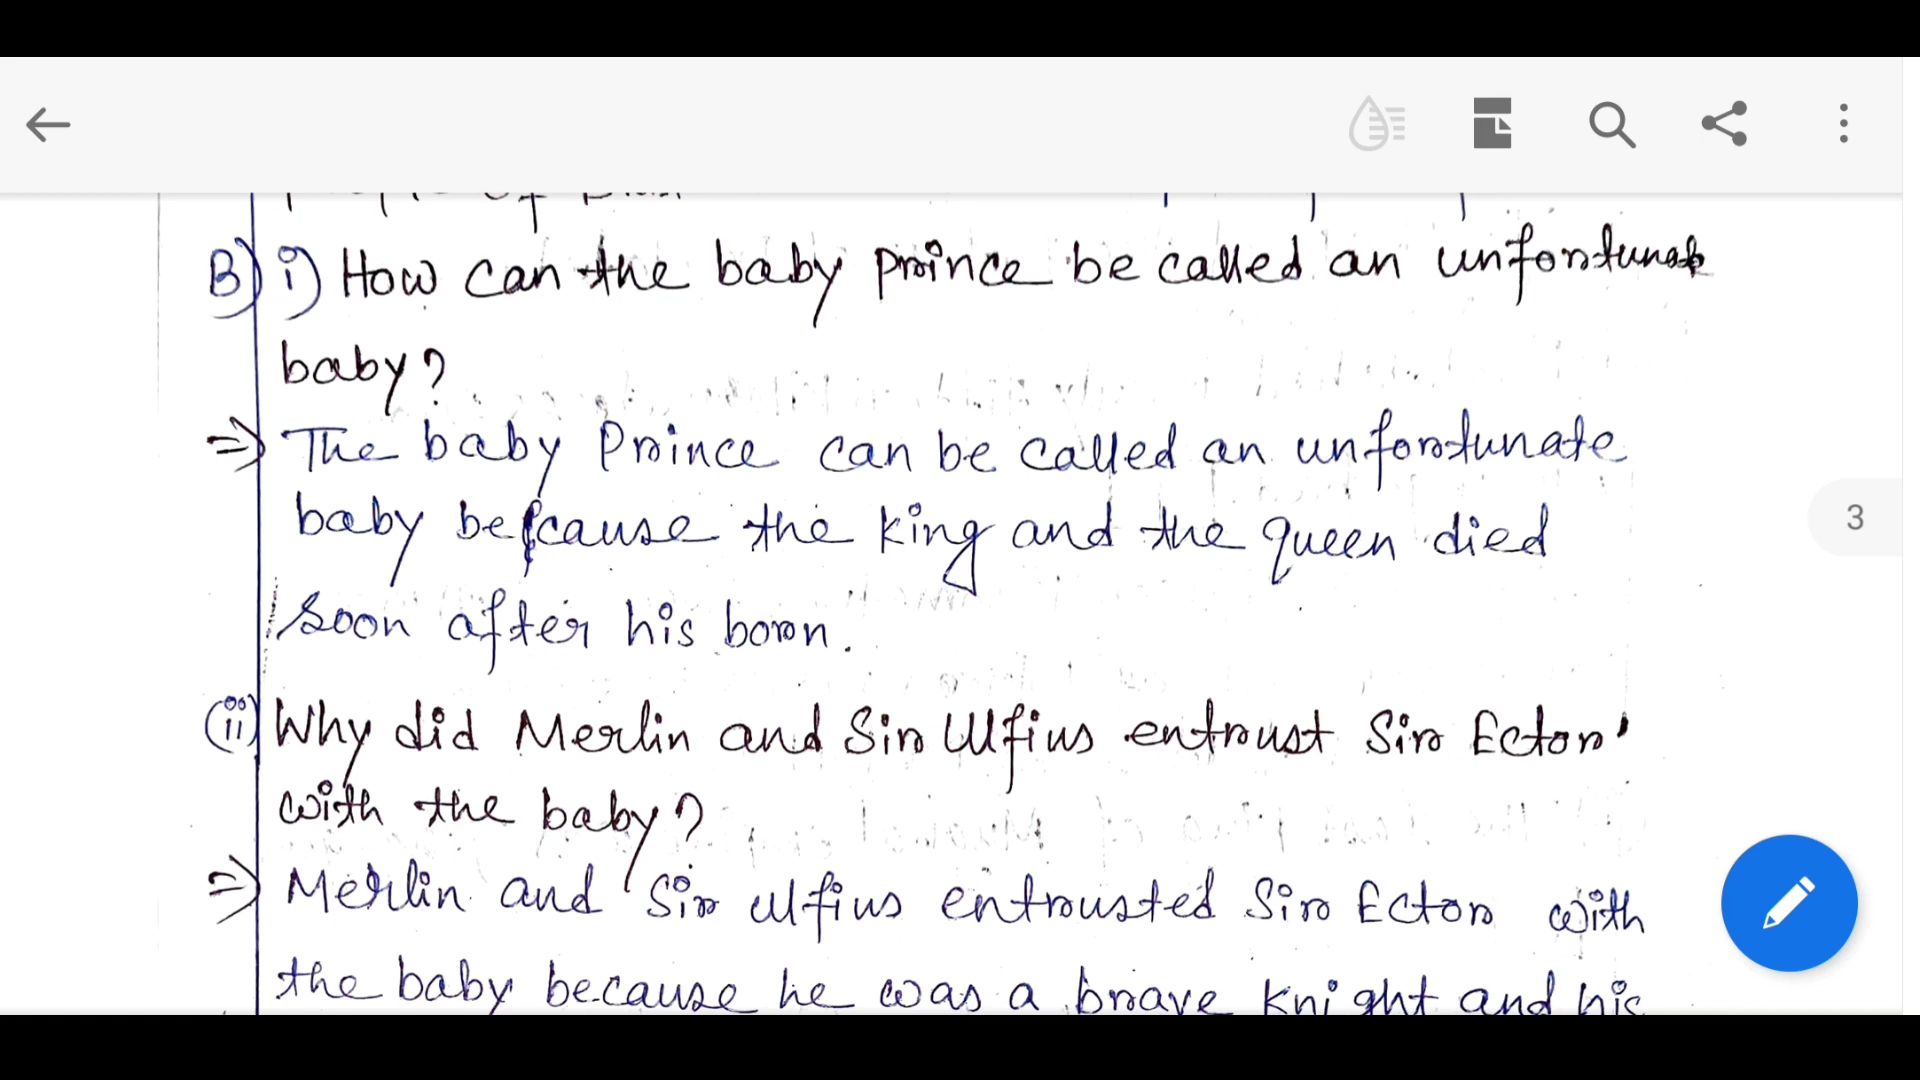 B) i) How can the baby prince be called an unfortunate
baby?
⇒ The baby Prince can be called an unfortunate
baby because the king and the queen died
soon after his born.
(ii) Why did Merlin and Sir Ulfius entrust Sir Ector
with the baby?
⇒ Merlin and Sir Ulfius entrusted Sir Ector with
the baby because he was a brave knight and his
3